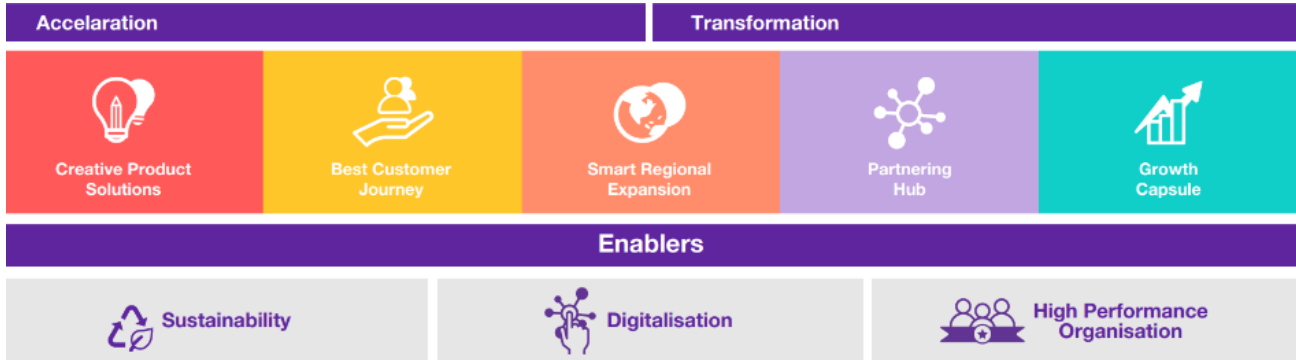 Accelaration
Transformation
Creative Product
Solutions
Best Customer
Journey
Smart Regional
Expansion
Partnering
Hub
Growth
Capsule
Enablers
Sustainability
Digitalisation
High Performance
Organisation